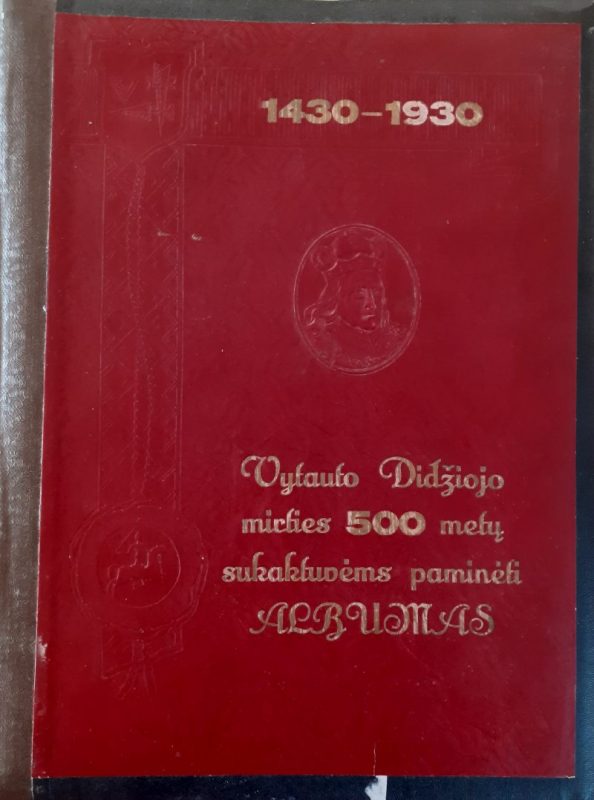 1430–1930
Vytauto Didžiojo
mirties 500 metų
sukaktuvėms paminėti
ALBUMAS